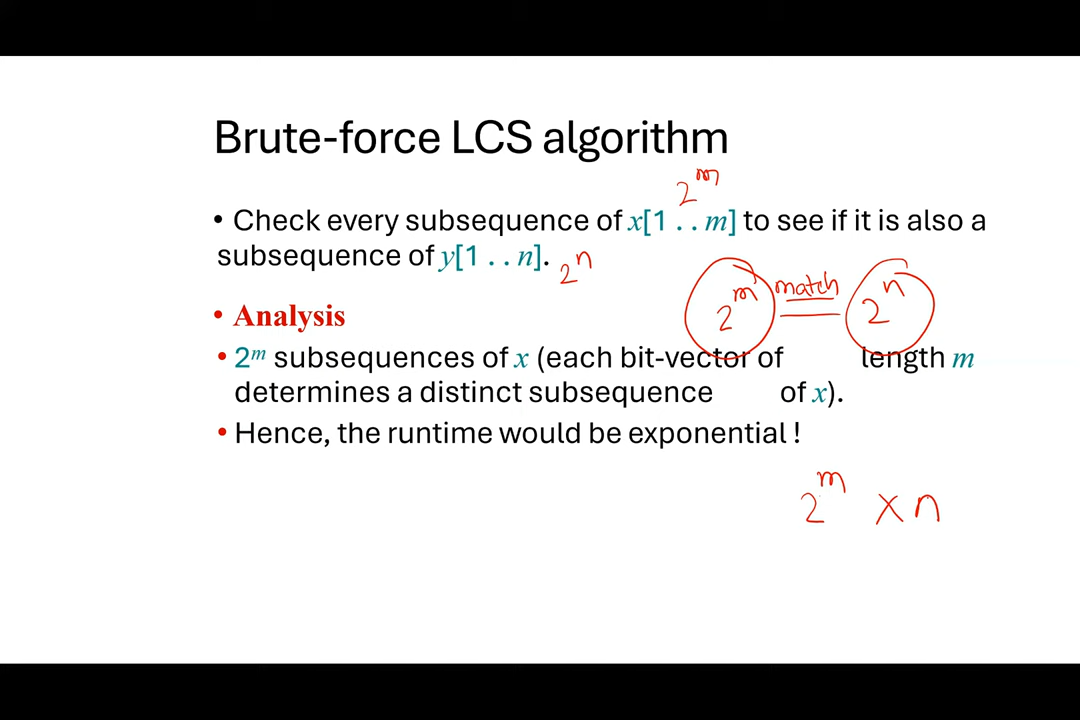 Brute-force LCS algorithm
2^m
• Check every subsequence of x[1 . . m] to see if it is also a
subsequence of y[1 . . n]. 2^n
2^m match 2^n
• Analysis
• 2^m subsequences of x (each bit-vector of length m
determines a distinct subsequence of x).
• Hence, the runtime would be exponential !
2^m × n